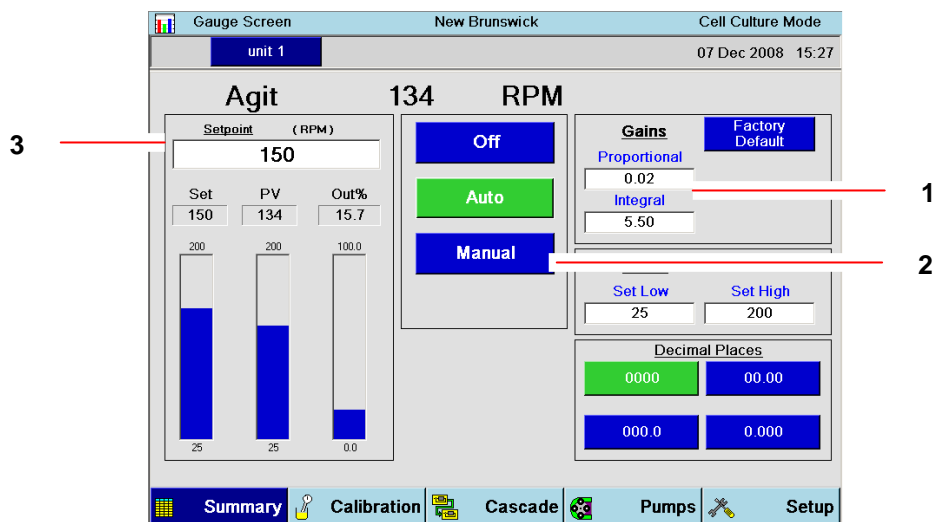 Gauge Screen New Brunswick Cell Culture Mode
unit 1 07 Dec 2008 15:27
Agit 134 RPM
Setpoint (RPM)
150
Set PV Out%
150 134 15.7
200 200 100.0
25 25 0.0
Off
Auto
Manual
Gains
Factory
Default
Proportional
0.02
Integral
5.50
Set Low Set High
25 200
Decimal Places
0000 00.00
000.0 0.000
Summary Calibration Cascade Pumps Setup
3
1
2